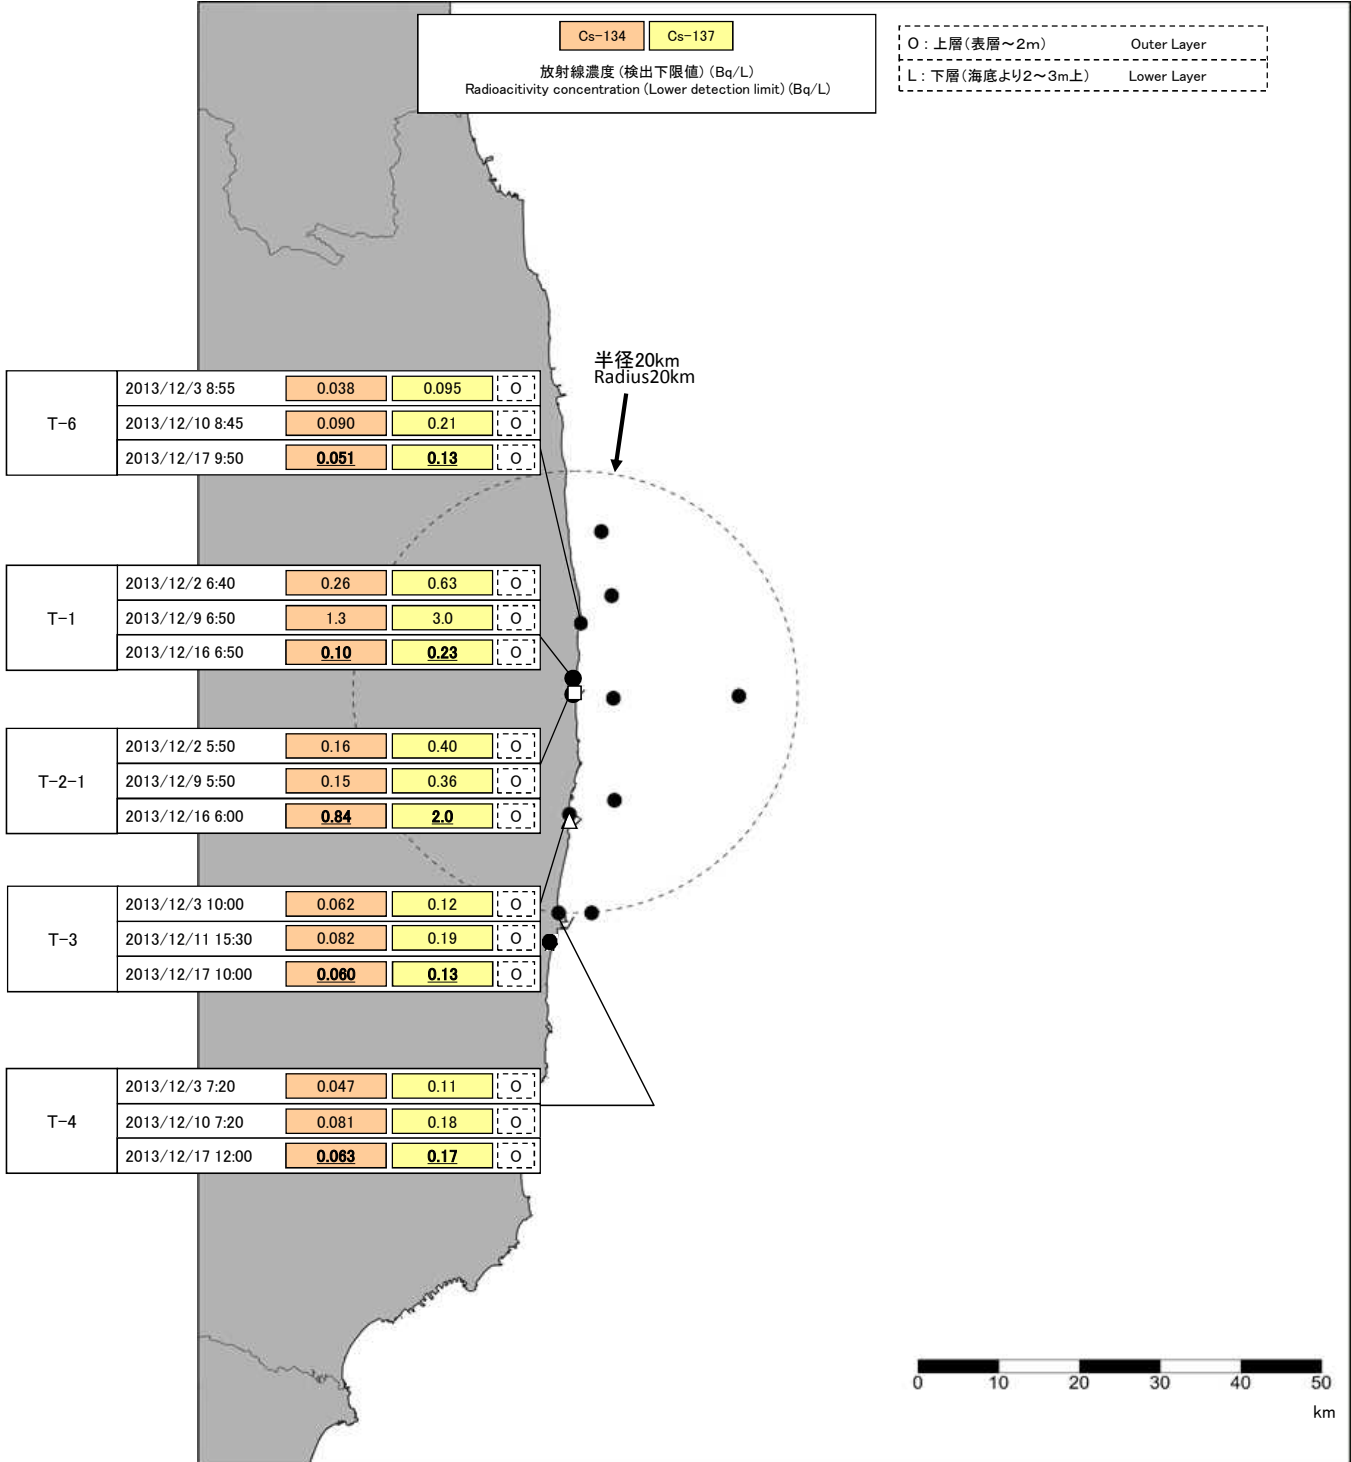 Cs-134 Cs-137
放射線濃度(検出下限値)(Bq/L)
Radioacitivity concentration(Lower detection limit)(Bq/L)
O:上層(表層～2m) Outer Layer
L:下層(海底より2～3m上) Lower Layer
半径20km
Radius20km
T-6
2013/12/3 8:55 0.038 0.095 O
2013/12/10 8:45 0.090 0.21 O
2013/12/17 9:50 0.051 0.13 O
T-1
2013/12/2 6:40 0.26 0.63 O
2013/12/9 6:50 1.3 3.0 O
2013/12/16 6:50 0.10 0.23 O
T-2-1
2013/12/2 5:50 0.16 0.40 O
2013/12/9 5:50 0.15 0.36 O
2013/12/16 6:00 0.84 2.0 O
T-3
2013/12/3 10:00 0.062 0.12 O
2013/12/11 15:30 0.082 0.19 O
2013/12/17 10:00 0.060 0.13 O
T-4
2013/12/3 7:20 0.047 0.11 O
2013/12/10 7:20 0.081 0.18 O
2013/12/17 12:00 0.063 0.17 O
0 10 20 30 40 50
km